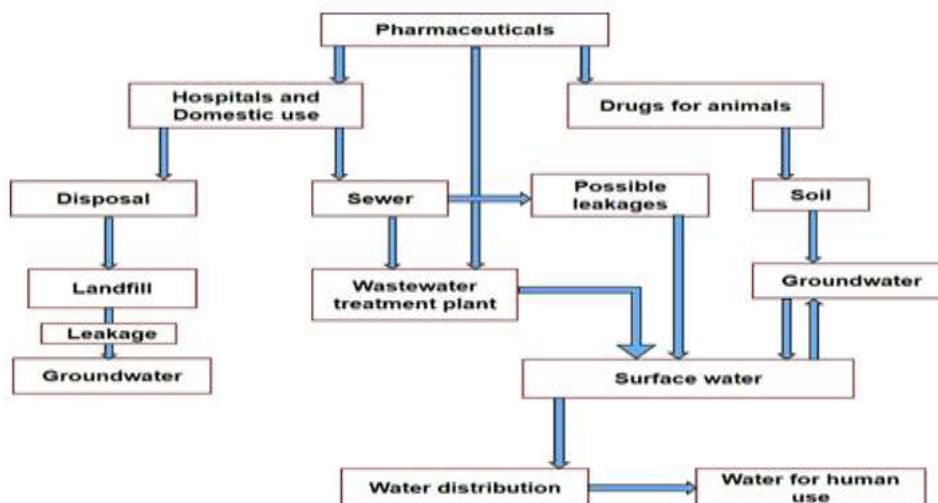 Pharmaceuticals
Hospitals and
Domestic use
Drugs for animals
Disposal
Sewer
Possible
leakages
Soil
Landfill
Wastewater
treatment plant
Groundwater
Leakage
Groundwater
Surface water
Water distribution
Water for human
use